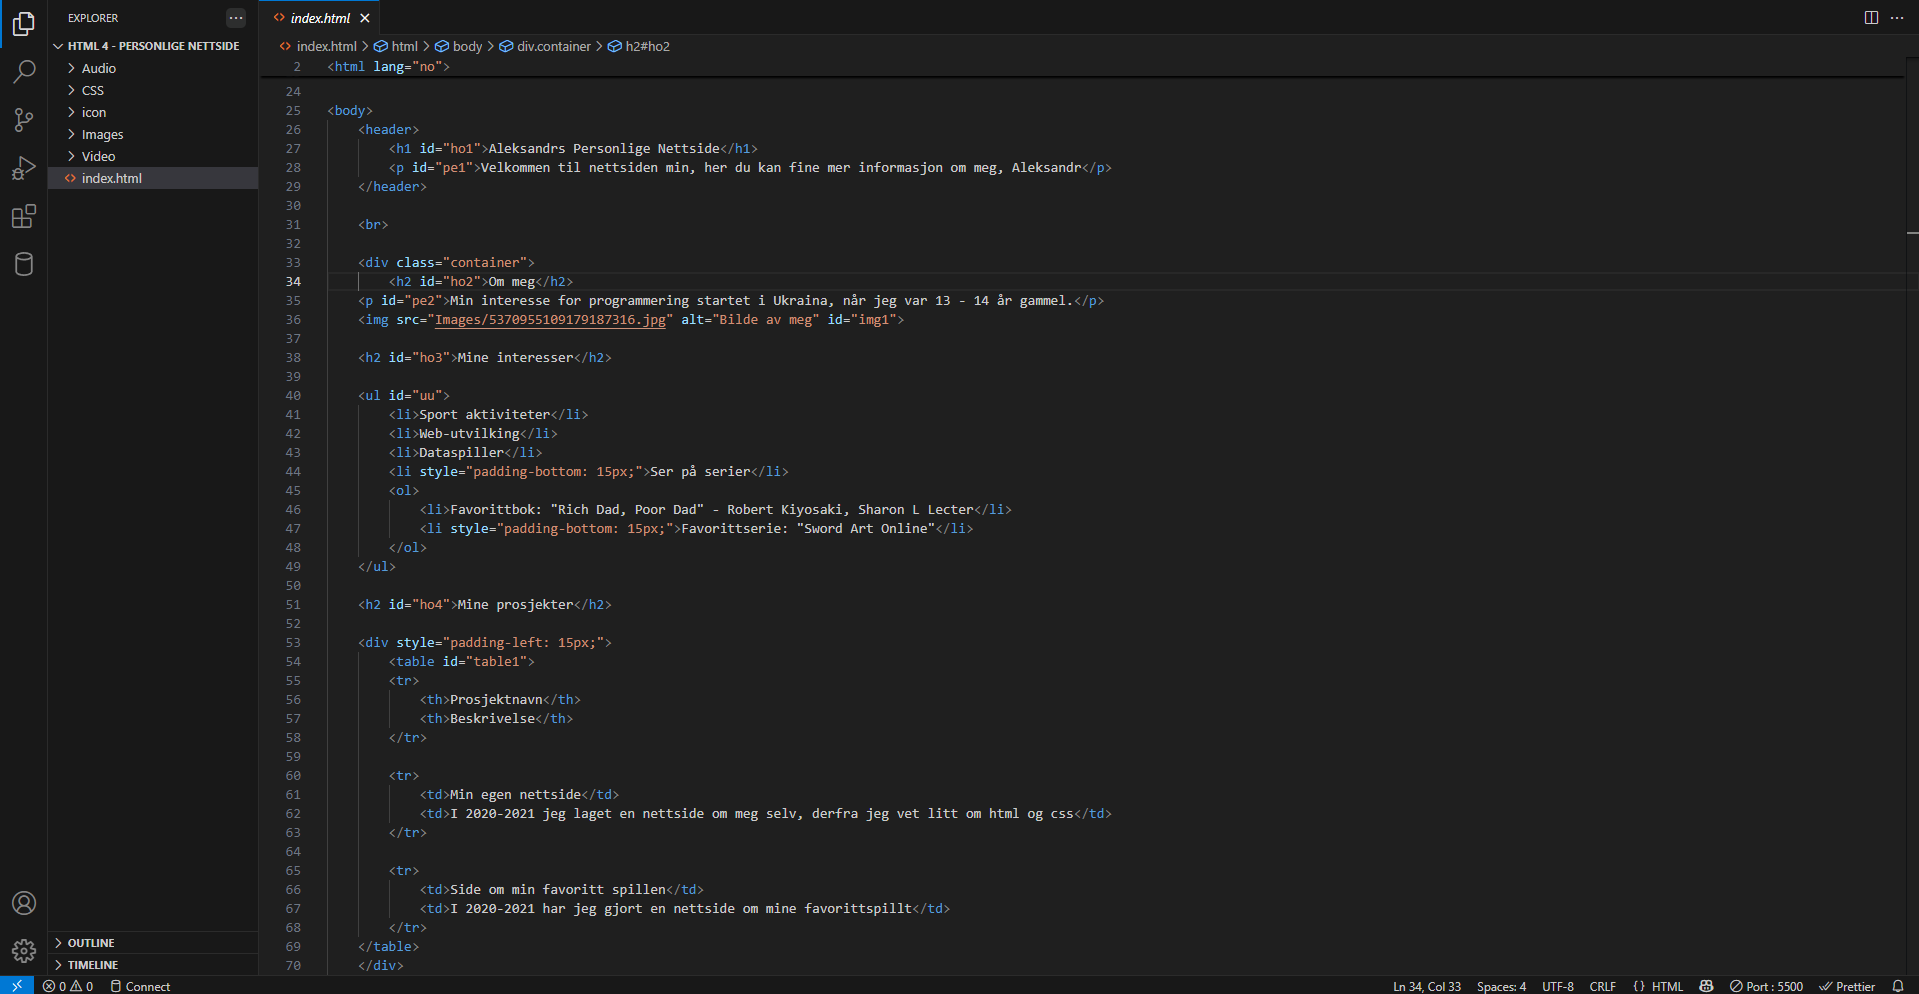 EXPLORER
HTML 4 - PERSONLIGE NETTSIDE
Audio
CSS
icon
Images
Video
<> index.html
OUTLINE
TIMELINE
<> index.html
<> index.html > html > body > div.container > h2#ho2
2 <html lang="no">
24
25 <body>
26 <header>
27 <h1 id="ho1">Aleksandrs Personlige Nettside</h1>
28 <p id="pe1">Velkommen til nettsiden min, her du kan fine mer informasjon om meg, Aleksandr</p>
29 </header>
30
31 <br>
32
33 <div class="container">
34 <h2 id="ho2">Om meg</h2>
35 <p id="pe2">Min interesse for programmering startet i Ukraina, når jeg var 13 - 14 år gammel.</p>
36 <img src="Images/5370955109179187316.jpg" alt="Bilde av meg" id="img1">
37
38 <h2 id="ho3">Mine interesser</h2>
39
40 <ul id="uu">
41 <li>Sport aktiviteter</li>
42 <li>Web-utvilking</li>
43 <li>Dataspiller</li>
44 <li style="padding-bottom: 15px;">Ser på serier</li>
45 <ol>
46 <li>Favorittbok: "Rich Dad, Poor Dad" - Robert Kiyosaki, Sharon L Lecter</li>
47 <li style="padding-bottom: 15px;">Favorittserie: "Sword Art Online"</li>
48 </ol>
49 </ul>
50
51 <h2 id="ho4">Mine prosjekter</h2>
52
53 <div style="padding-left: 15px;">
54 <table id="table1">
55 <tr>
56 <th>Prosjektnavn</th>
57 <th>Beskrivelse</th>
58 </tr>
59
60 <tr>
61 <td>Min egen nettside</td>
62 <td>I 2020-2021 jeg laget en nettside om meg selv, derfra jeg vet litt om html og css</td>
63 </tr>
64
65 <tr>
66 <td>Side om min favoritt spillen</td>
67 <td>I 2020-2021 har jeg gjort en nettside om mine favorittspillt</td>
68 </tr>
69 </table>
70 </div>
0 0 Connect
Ln 34, Col 33 Spaces: 4 UTF-8 CRLF {} HTML Port : 5500 Prettier